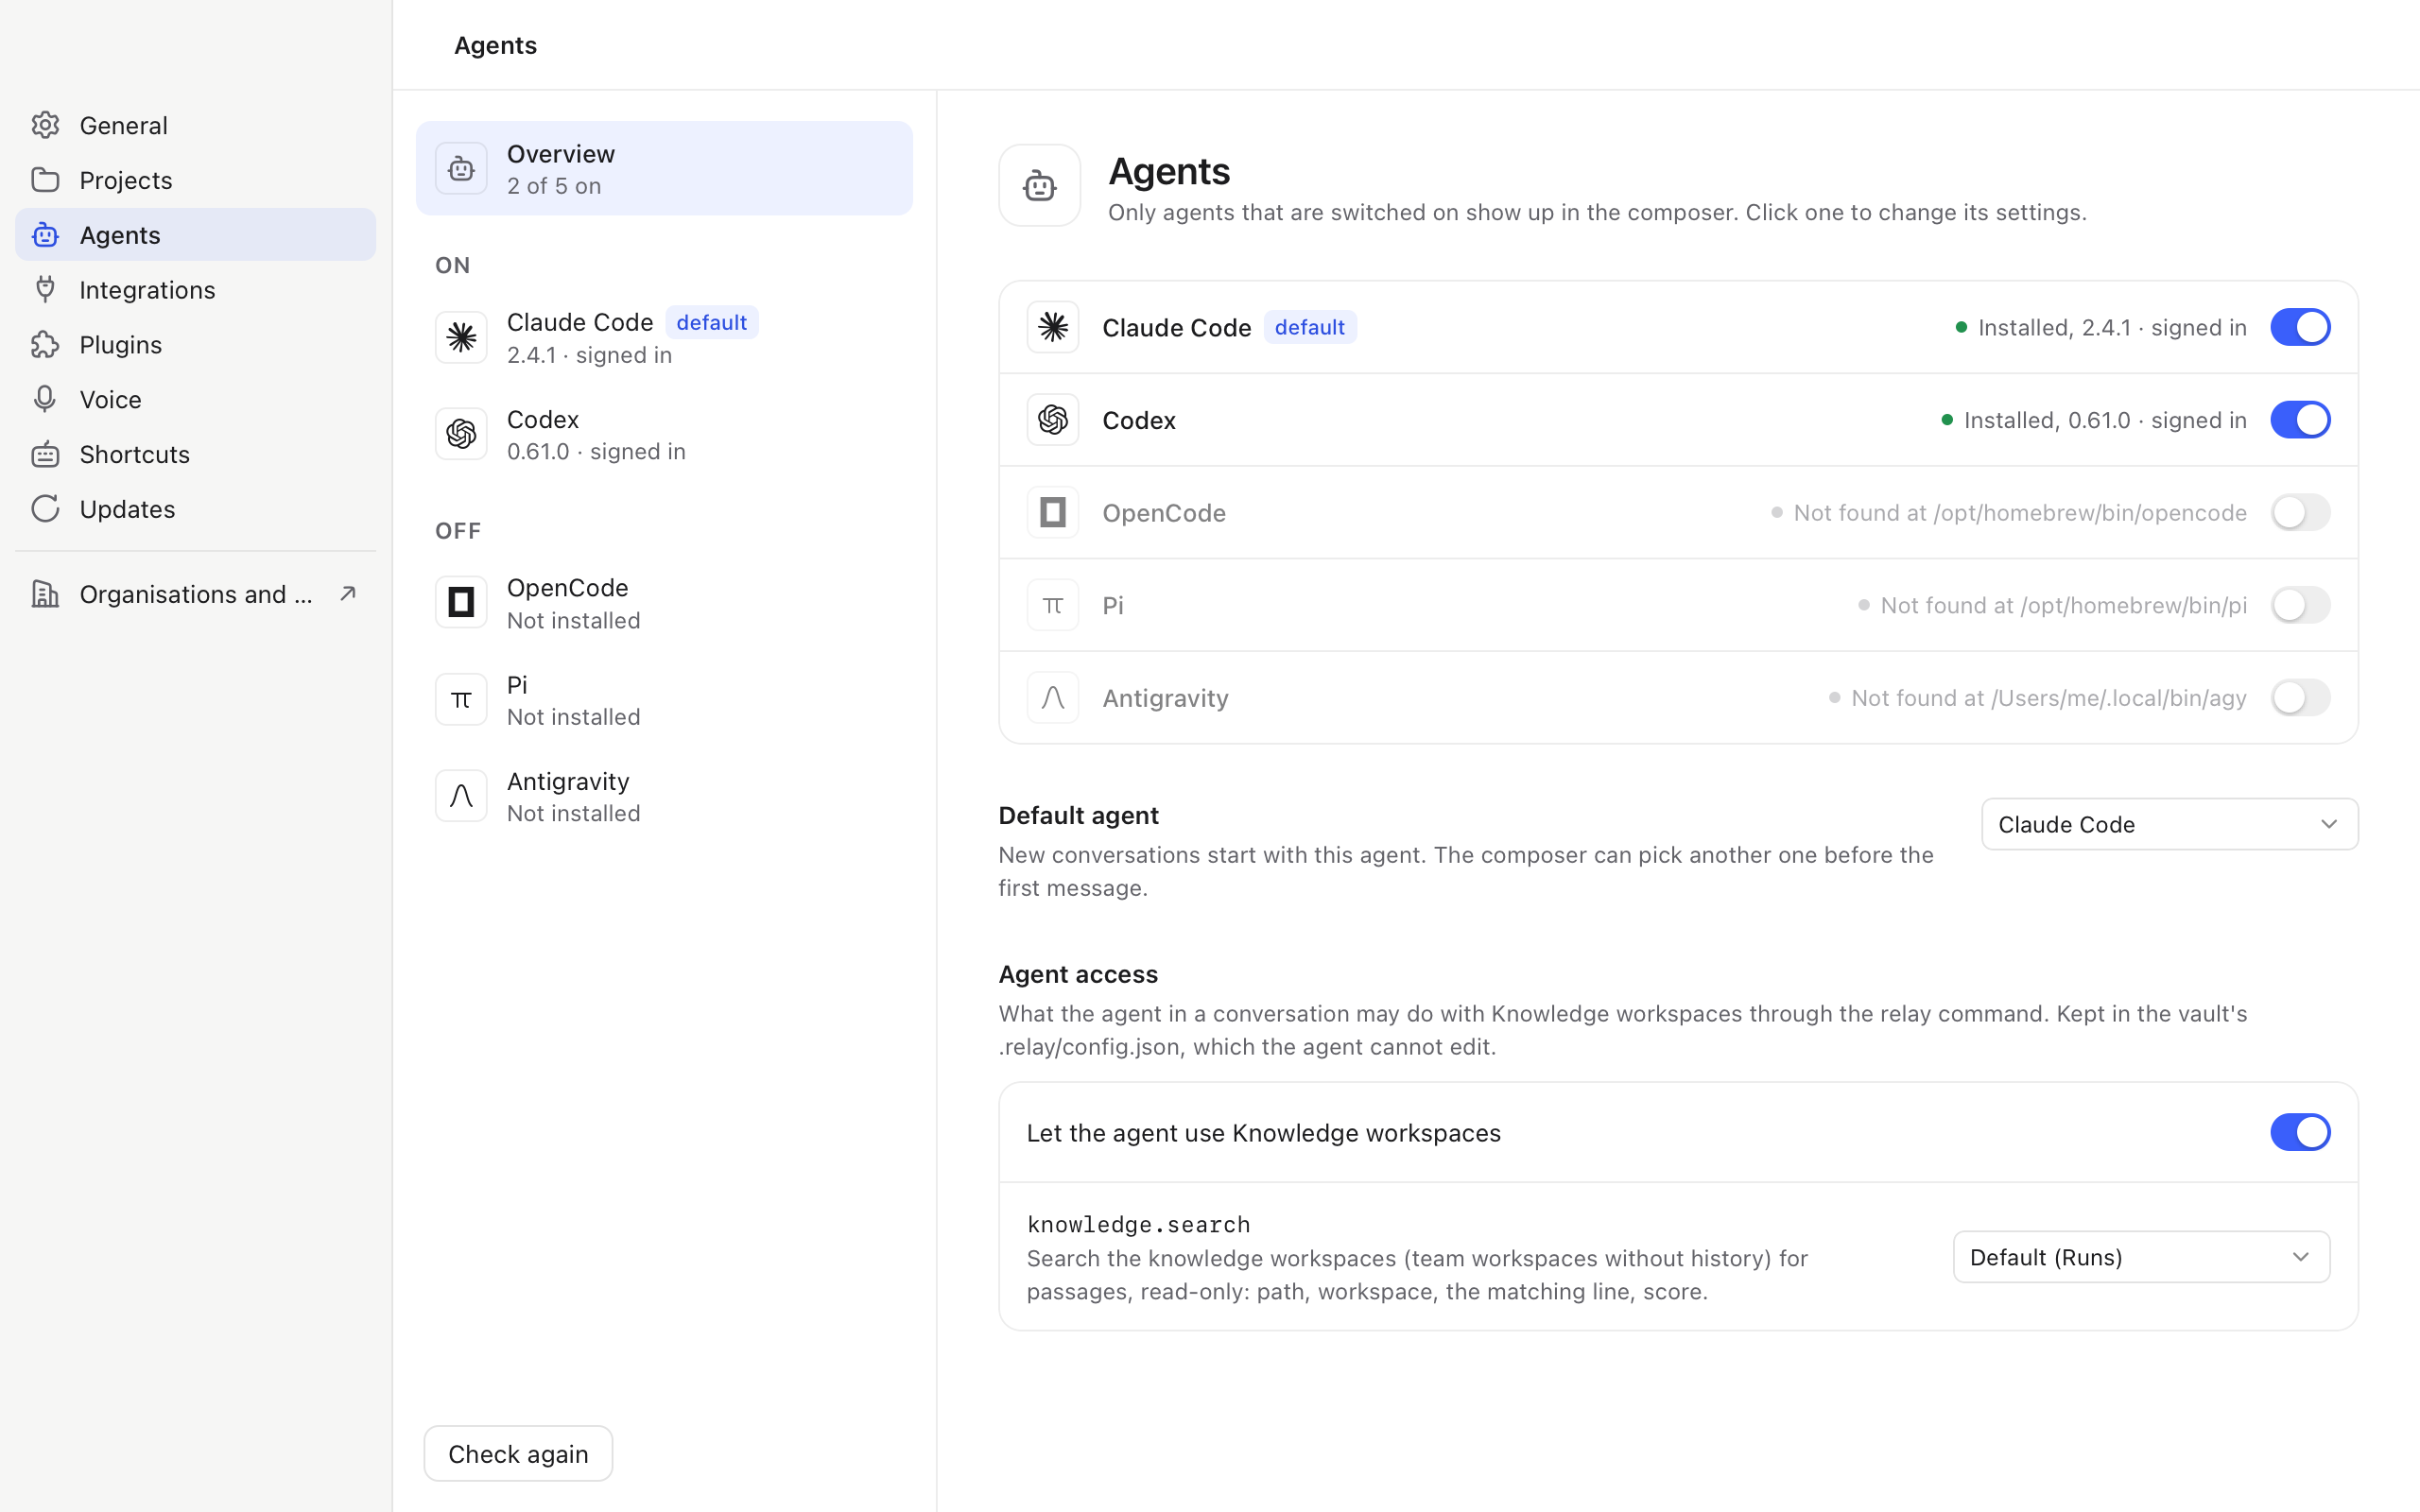 Agents
General
Projects
Agents
Integrations
Plugins
Voice
Shortcuts
Updates
Organisations and ...
Overview
2 of 5 on
ON
Claude Code default
2.4.1 · signed in
Codex
0.61.0 · signed in
OFF
OpenCode
Not installed
Pi
Not installed
Antigravity
Not installed
Check again
Agents
Only agents that are switched on show up in the composer. Click one to change its settings.
Claude Code default Installed, 2.4.1 · signed in
Codex Installed, 0.61.0 · signed in
OpenCode Not found at /opt/homebrew/bin/opencode
Pi Not found at /opt/homebrew/bin/pi
Antigravity Not found at /Users/me/.local/bin/agy
Default agent
New conversations start with this agent. The composer can pick another one before the
first message.
Claude Code
Agent access
What the agent in a conversation may do with Knowledge workspaces through the relay command. Kept in the vault's
.relay/config.json, which the agent cannot edit.
Let the agent use Knowledge workspaces
knowledge.search
Search the knowledge workspaces (team workspaces without history) for
passages, read-only: path, workspace, the matching line, score.
Default (Runs)